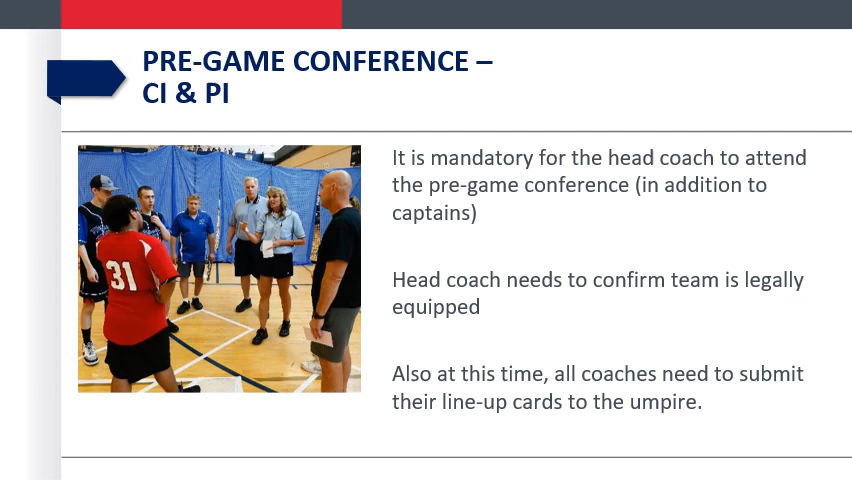 PRE-GAME CONFERENCE –
CI & PI
It is mandatory for the head coach to attend
the pre-game conference (in addition to
captains)
31
Head coach needs to confirm team is legally
equipped
Also at this time, all coaches need to submit
their line-up cards to the umpire.